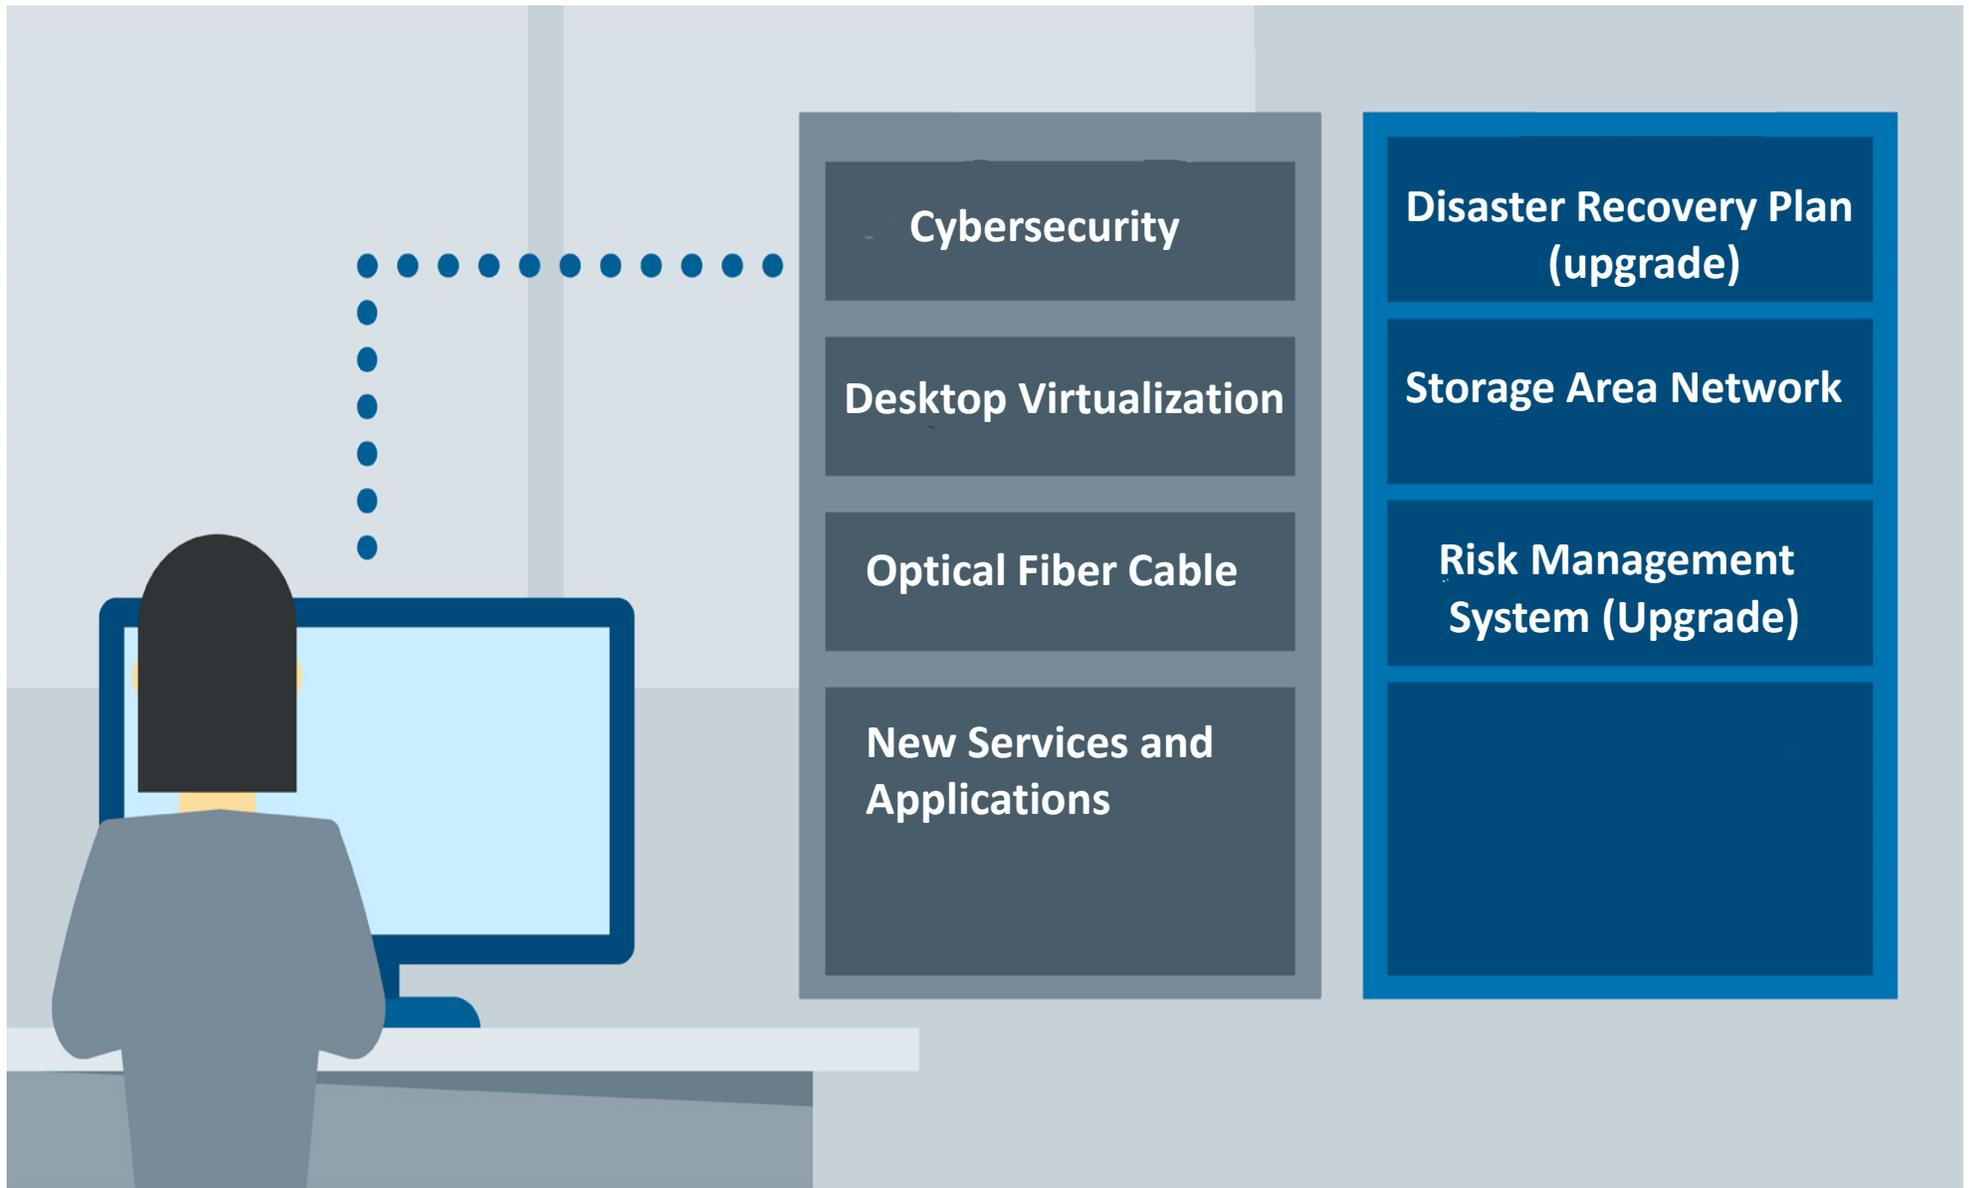 Cybersecurity
Desktop Virtualization
Optical Fiber Cable
New Services and
Applications
Disaster Recovery Plan
(upgrade)
Storage Area Network
Risk Management
System (Upgrade)